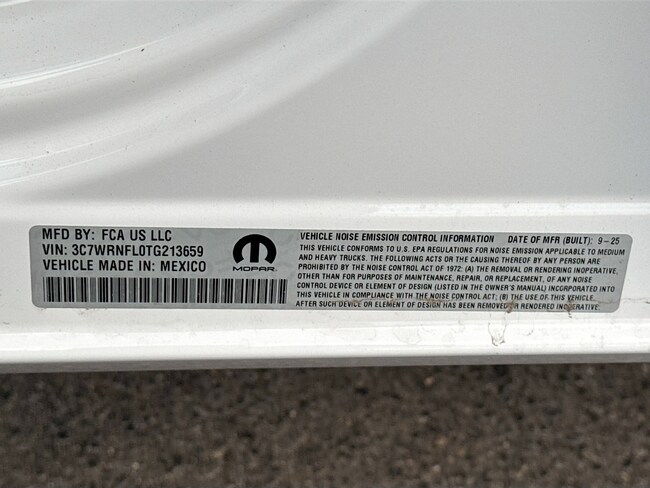 MFD BY: FCA US LLC
VIN: 3C7WRNFL0TG213659
VEHICLE MADE IN: MEXICO
MOPAR.
VEHICLE NOISE EMISSION CONTROL INFORMATION DATE OF MFR (BUILT): 9-25
THIS VEHICLE CONFORMS TO U.S. EPA REGULATIONS FOR NOISE EMISSION APPLICABLE TO MEDIUM
AND HEAVY TRUCKS. THE FOLLOWING ACTS OR THE CAUSING THEREOF BY ANY PERSON ARE
PROHIBITED BY THE NOISE CONTROL ACT OF 1972: (A) THE REMOVAL OR RENDERING INOPERATIVE,
OTHER THAN FOR PURPOSES OF MAINTENANCE, REPAIR, OR REPLACEMENT, OF ANY NOISE
CONTROL DEVICE OR ELEMENT OF DESIGN (LISTED IN THE OWNER'S MANUAL) INCORPORATED INTO
THIS VEHICLE IN COMPLIANCE WITH THE NOISE CONTROL ACT; (B) THE USE OF THIS VEHICLE
AFTER SUCH DEVICE OR ELEMENT OF DESIGN HAS BEEN REMOVED OR RENDERED INOPERATIVE.